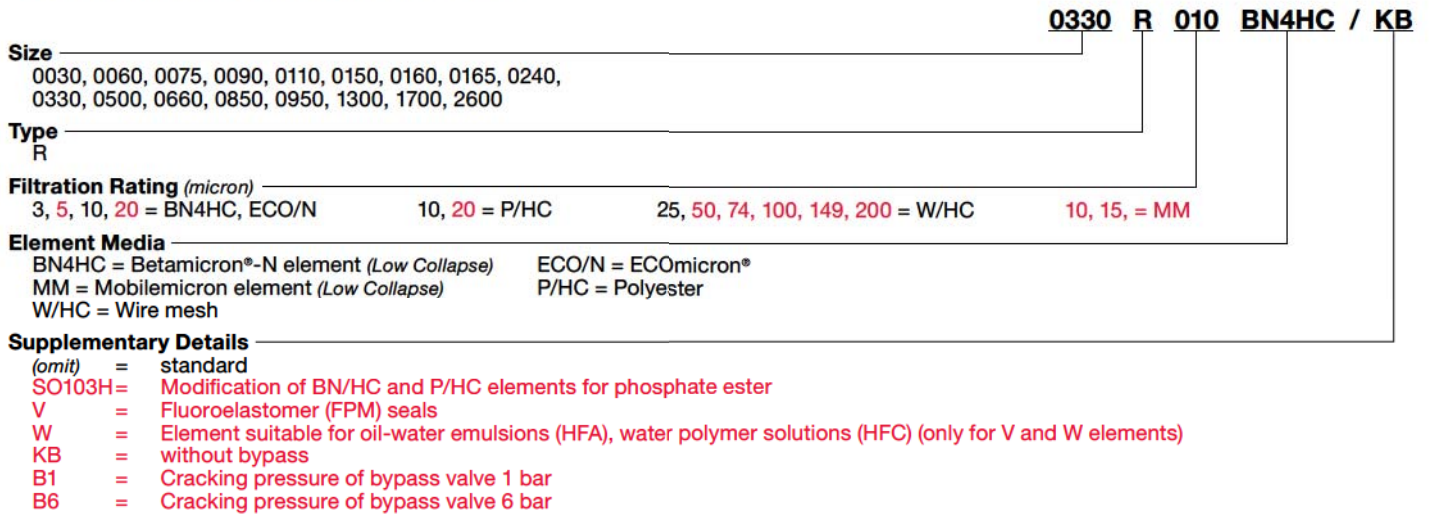 0330 R 010 BN4HC / KB
Size
0030, 0060, 0075, 0090, 0110, 0150, 0160, 0165, 0240,
0330, 0500, 0660, 0850, 0950, 1300, 1700, 2600
Type
R
Filtration Rating (micron)
3, 5, 10, 20 = BN4HC, ECO/N 10, 20 = P/HC 25, 50, 74, 100, 149, 200 = W/HC 10, 15, = MM
Element Media
BN4HC = Betamicron®-N element (Low Collapse) ECO/N = ECOmicron®
MM = Mobilemicron element (Low Collapse) P/HC = Polyester
W/HC = Wire mesh
Supplementary Details
(omit) = standard
SO103H= Modification of BN/HC and P/HC elements for phosphate ester
V = Fluoroelastomer (FPM) seals
W = Element suitable for oil-water emulsions (HFA), water polymer solutions (HFC) (only for V and W elements)
KB = without bypass
B1 = Cracking pressure of bypass valve 1 bar
B6 = Cracking pressure of bypass valve 6 bar